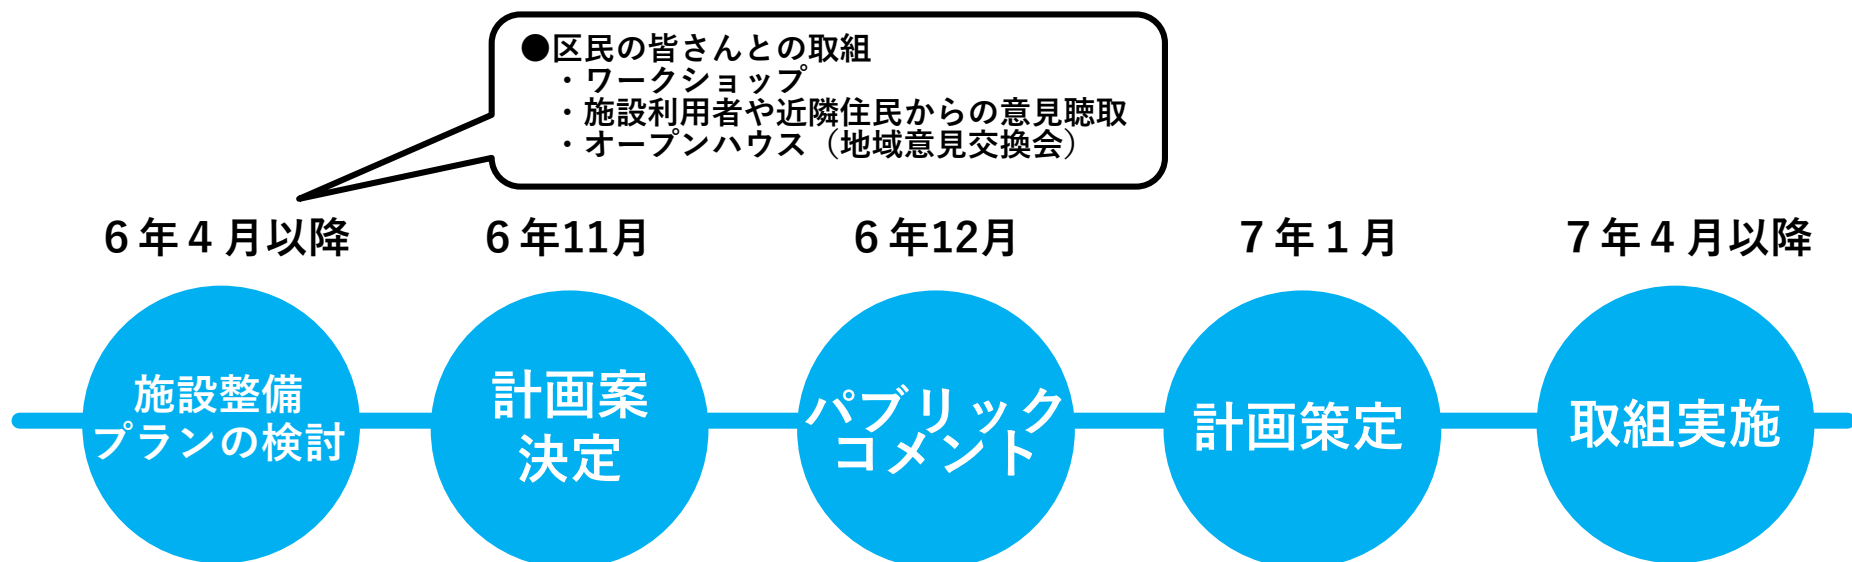 ●区民の皆さんとの取組
・ワークショップ
・施設利用者や近隣住民からの意見聴取
・オープンハウス（地域意見交換会）
６年４月以降
６年11月
６年12月
７年１月
７年４月以降
施設整備
プランの検討
計画案
決定
パブリック
コメント
計画策定
取組実施